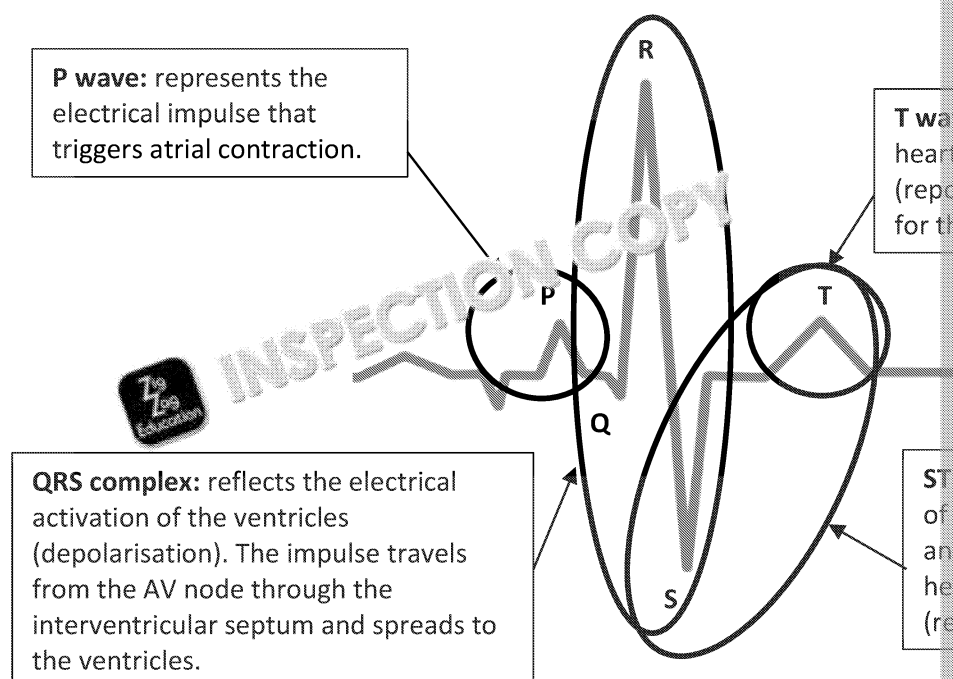 R
P wave: represents the
electrical impulse that
triggers atrial contraction.
T
hear
for
P
T
INSPECTION COPY
Zig
Zag
Education
Q
QRS complex: reflects the electrical
activation of the ventricles
(depolarisation). The impulse travels
from the AV node through the
interventricular septum and spreads to
the ventricles.
S
ST
of
an
he
(re